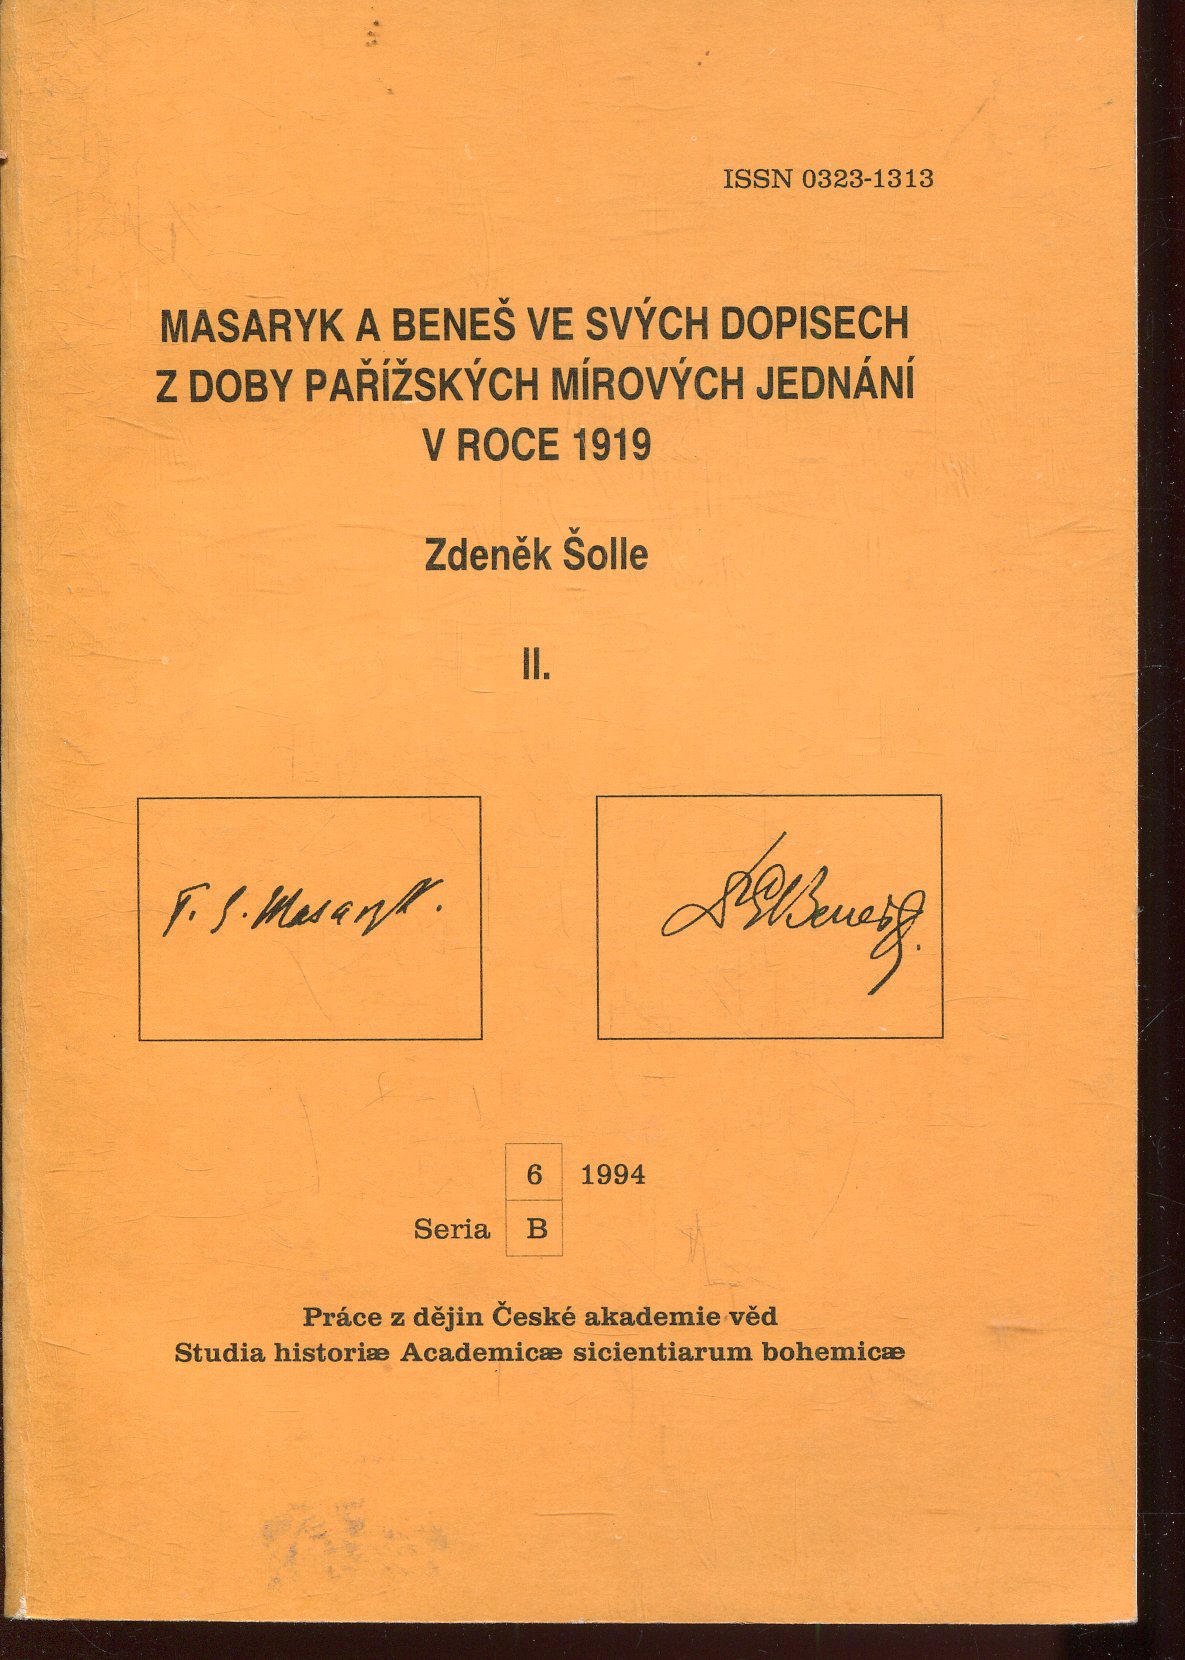 ISSN 0323-1313
MASARYK A BENEŠ VE SVÝCH DOPISECH
Z DOBY PAŘÍŽSKÝCH MÍROVÝCH JEDNÁNÍ
V ROCE 1919
Zdeněk Šolle
II.
T. G. Masaryk.
Dr E Beneš.
6 1994
Seria B
Práce z dějin České akademie věd
Studia historiæ Academicæ sicientiarum bohemicæ